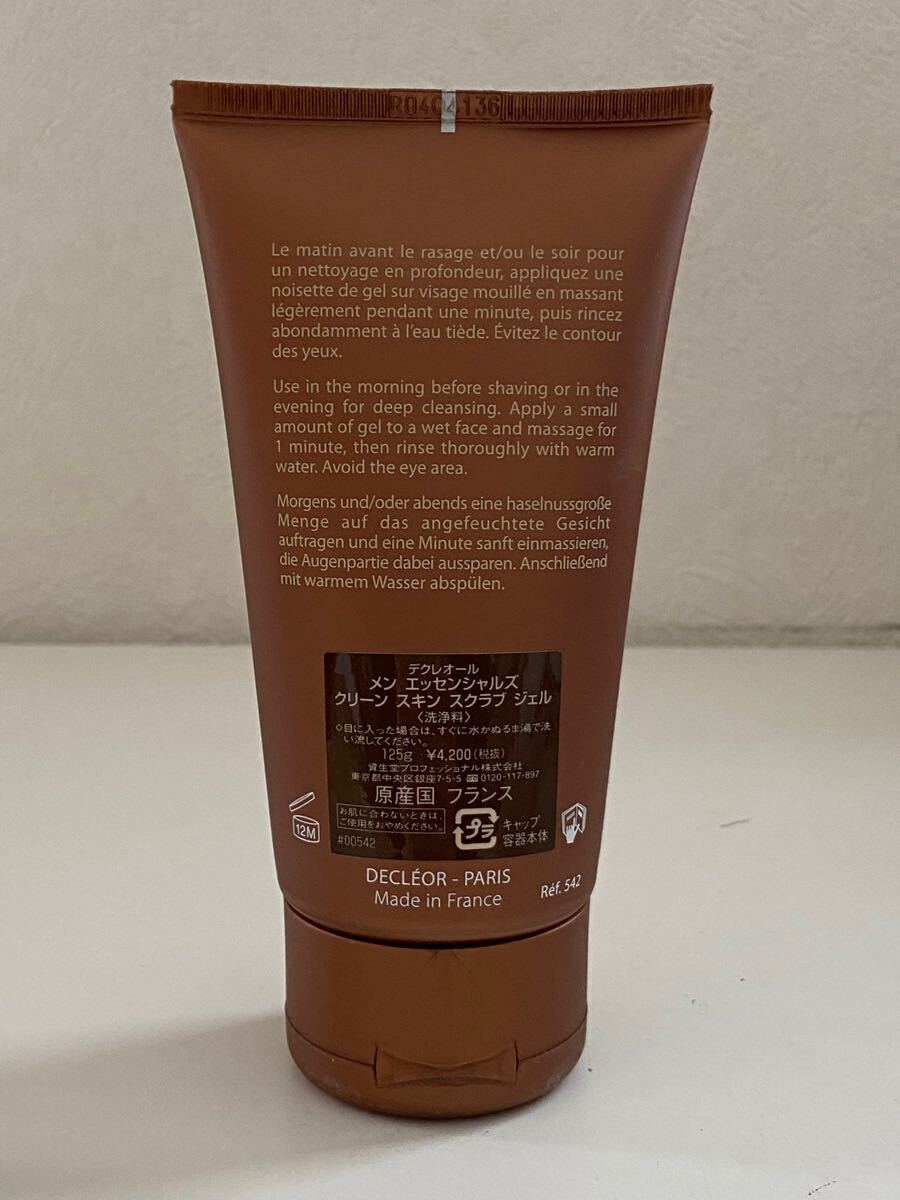 R0404136
Le matin avant le rasage et/ou le soir pour
un nettoyage en profondeur, appliquez une
noisette de gel sur visage mouillé en massant
légèrement pendant une minute, puis rincez
abondamment à l'eau tiède. Évitez le contour
des yeux.
Use in the morning before shaving or in the
evening for deep cleansing. Apply a small
amount of gel to a wet face and massage for
1 minute, then rinse thoroughly with warm
water. Avoid the eye area.
Morgens und/oder abends eine haselnussgroße
Menge auf das angefeuchtete Gesicht
auftragen und eine Minute sanft einmassieren,
die Augenpartie dabei aussparen. Anschließend
mit warmem Wasser abspülen.
デクレオール
メン エッセンシャルズ
クリーン スキン スクラブ ジェル
〈洗浄料〉
○目に入った場合は、すぐに水かぬるま湯で洗
い流してください。
125g ¥4,200(税抜)
資生堂プロフェッショナル株式会社
東京都中央区銀座7-5-5 0120-117-897
原産国 フランス
お肌に合わないときは、
ご使用をおやめください。
#00542
プラ
キャップ
容器本体
12M
DECLÉOR - PARIS
Made in France
Réf. 542